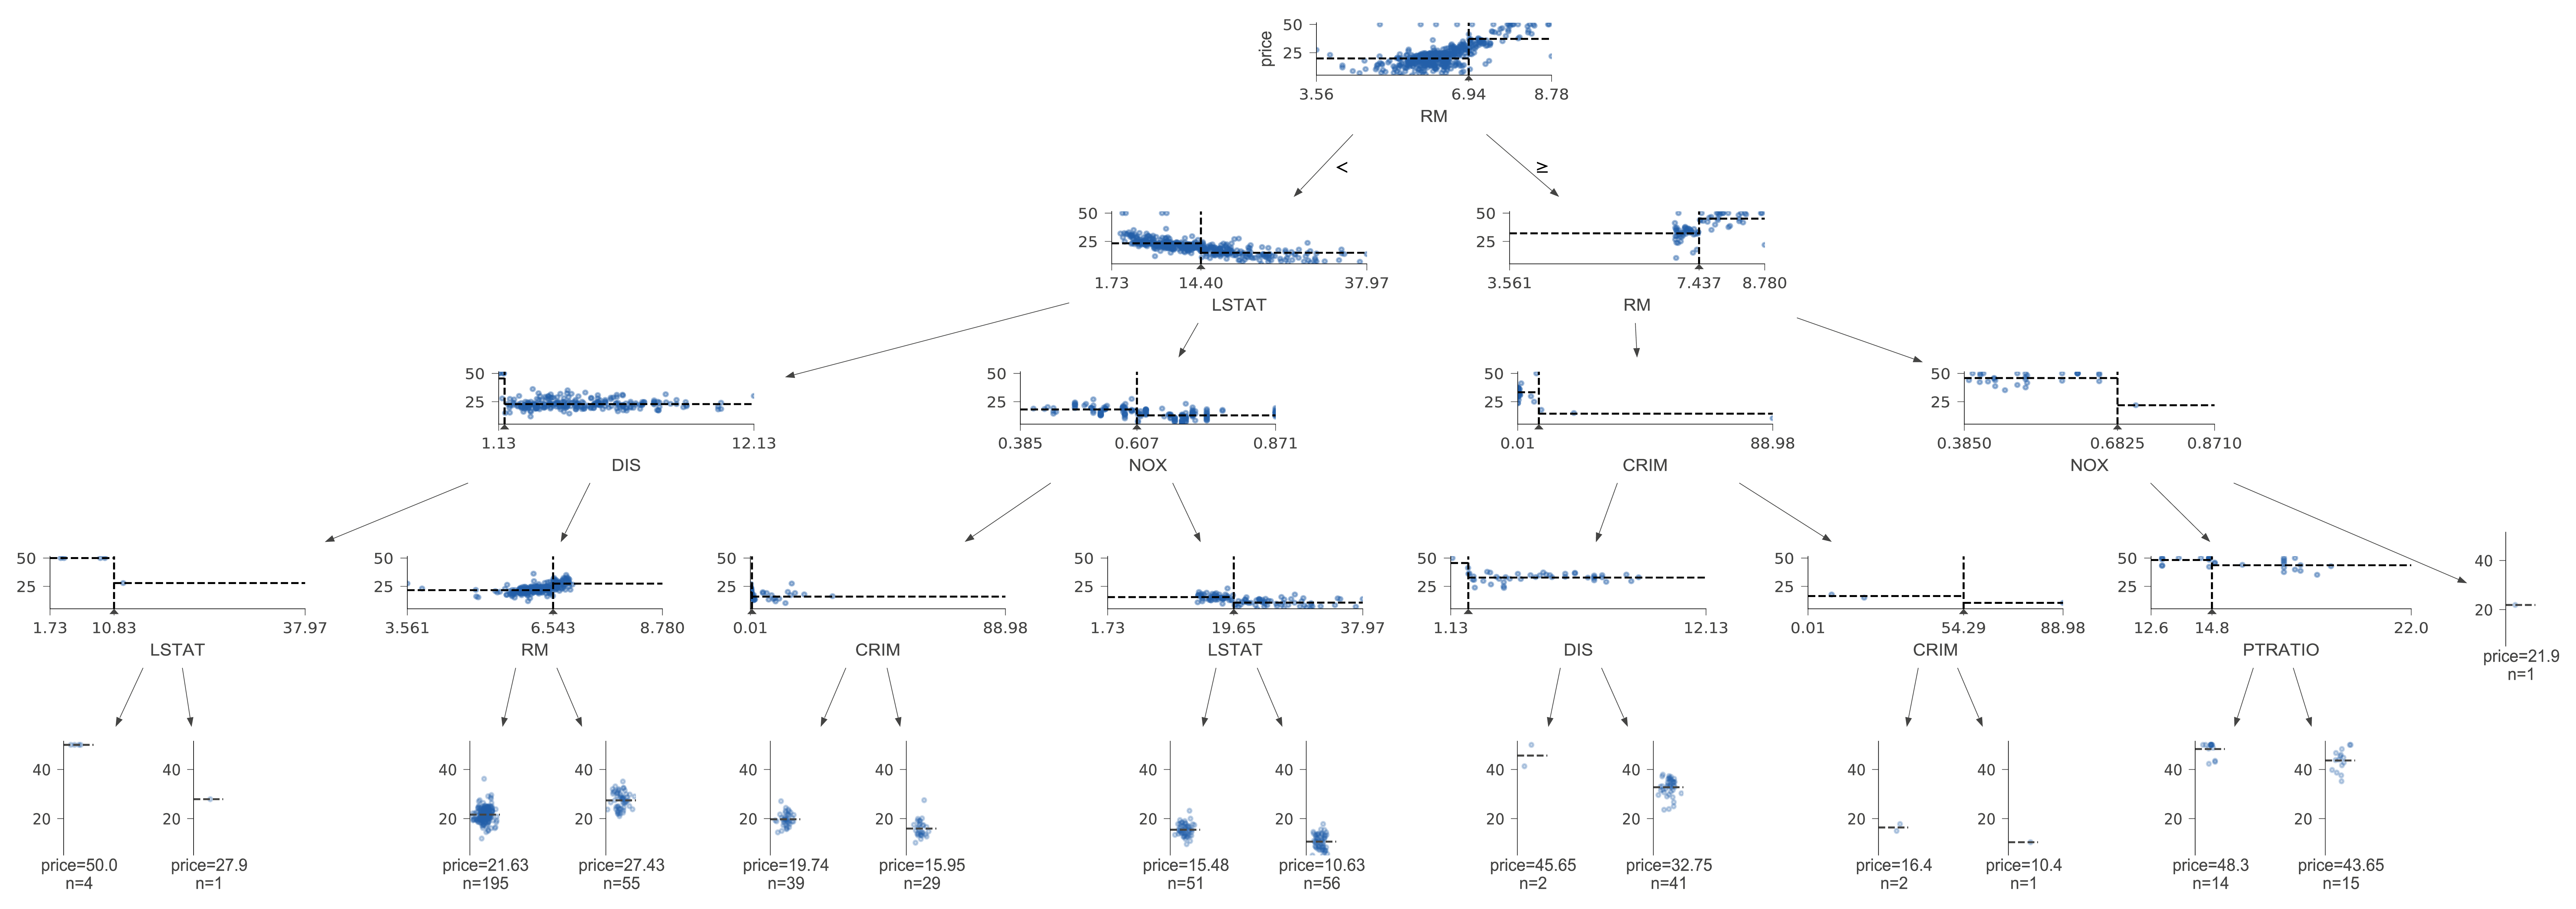 price
50
25
3.56 6.94 8.78
RM
< ≥
50
25
1.73 14.40 37.97
LSTAT
50
25
3.561 7.437 8.780
RM
50
25
1.13 12.13
DIS
50
25
0.385 0.607 0.871
NOX
50
25
0.01 88.98
CRIM
50
25
0.3850 0.6825 0.8710
NOX
50
25
1.73 10.83 37.97
LSTAT
50
25
3.561 6.543 8.780
RM
50
25
0.01 88.98
CRIM
50
25
1.73 19.65 37.97
LSTAT
50
25
1.13 12.13
DIS
50
25
0.01 54.29 88.98
CRIM
50
25
12.6 14.8 22.0
PTRATIO
40
20
price=21.9
n=1
40
20
price=50.0
n=4
40
20
price=27.9
n=1
40
20
price=21.63
n=195
40
20
price=27.43
n=55
40
20
price=19.74
n=39
40
20
price=15.95
n=29
40
20
price=15.48
n=51
40
20
price=10.63
n=56
40
20
price=45.65
n=2
40
20
price=32.75
n=41
40
20
price=16.4
n=2
40
20
price=10.4
n=1
40
20
price=48.3
n=14
40
20
price=43.65
n=15